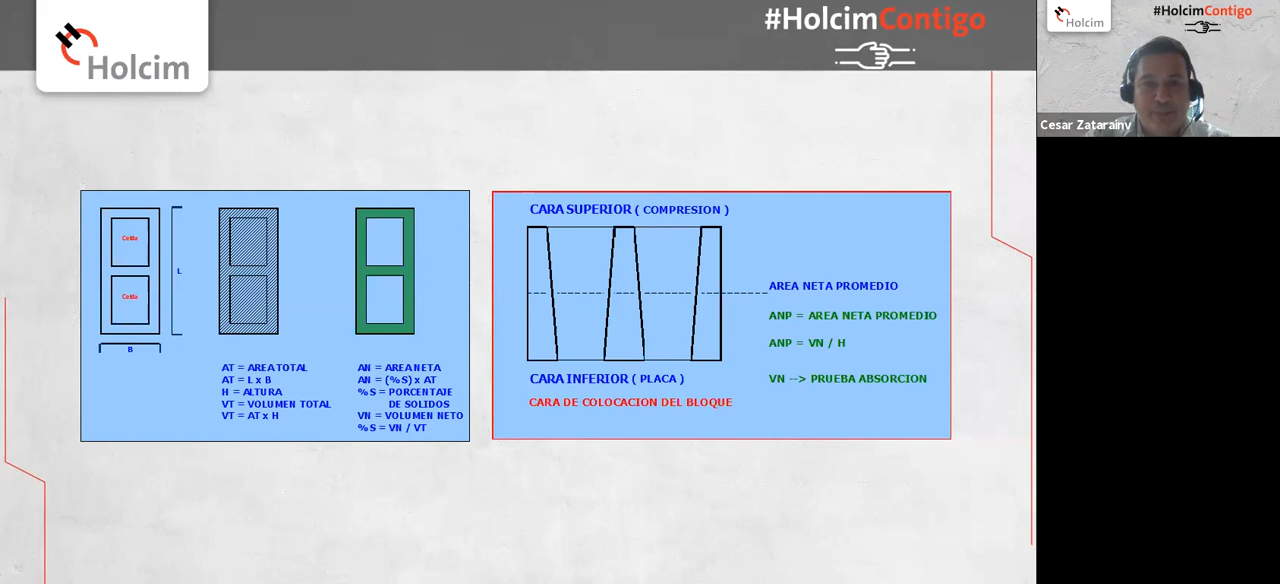 Holcim
#HolcimContigo
Holcim
#HolcimContigo
Cesar Zatarainv
Celda
Celda
L
B
AT = AREA TOTAL
AT = L x B
H = ALTURA
VT = VOLUMEN TOTAL
VT = AT x H
AN = AREA NETA
AN = (%S) x AT
%S = PORCENTAJE
DE SOLIDOS
VN = VOLUMEN NETO
%S = VN / VT
CARA SUPERIOR ( COMPRESION )
AREA NETA PROMEDIO
ANP = AREA NETA PROMEDIO
ANP = VN / H
VN --> PRUEBA ABSORCION
CARA INFERIOR ( PLACA )
CARA DE COLOCACION DEL BLOQUE